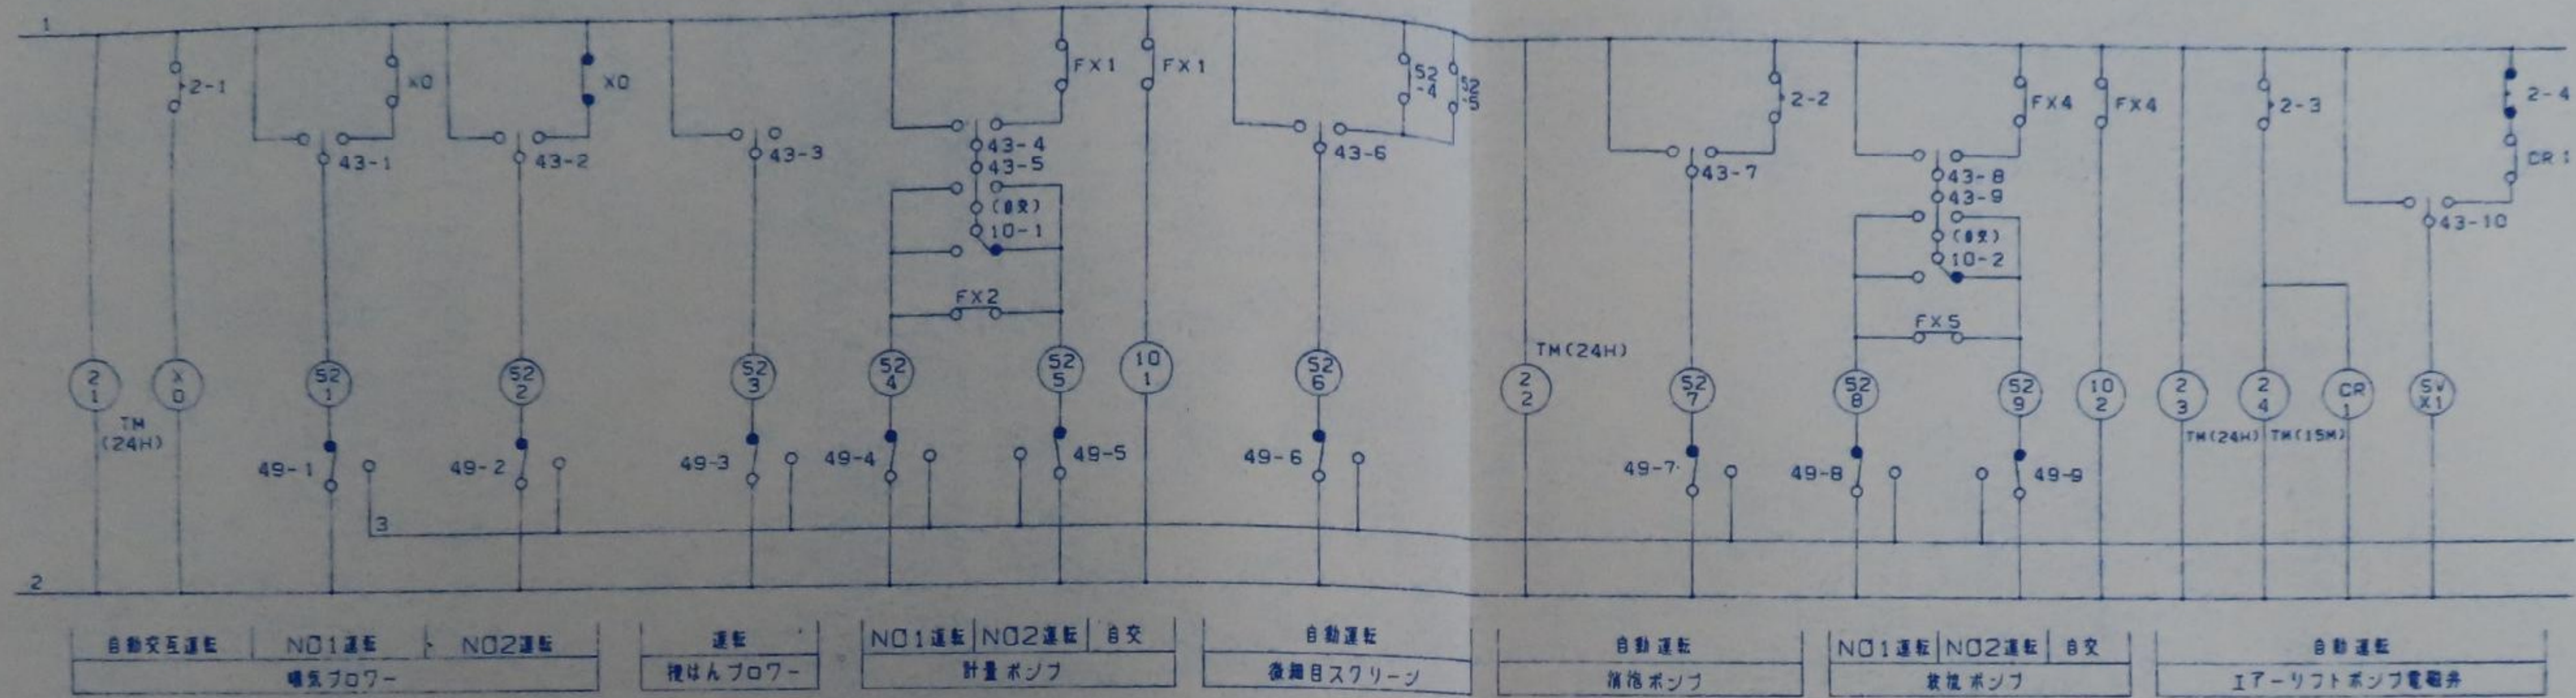 1
2-1
X0
X0
FX1
FX1
52
-4
52
-5
2-2
FX4
FX4
2-3
2-4
CR1
43-1
43-2
43-3
43-4
43-5
(自交)
10-1
43-6
43-7
43-8
43-9
(自交)
10-2
43-10
FX2
FX5
2
1
TM
(24H)
X
0
52
1
52
2
52
3
52
4
52
5
10
1
52
6
TM(24H)
2
2
52
7
52
8
52
9
10
2
2
3
TM(24H)
2
4
TM(15M)
CR
1
SV
X1
49-1
49-2
49-3
49-4
49-5
49-6
49-7
49-8
49-9
3
2
自動交互運転 NO1運転 NO2運転
曝気ブロワー
運転
撹はんブロワー
NO1運転 NO2運転 自交
計量ポンプ
自動運転
微細目スクリーン
自動運転
消泡ポンプ
NO1運転 NO2運転 自交
放流ポンプ
自動運転
エアーリフトポンプ電磁弁